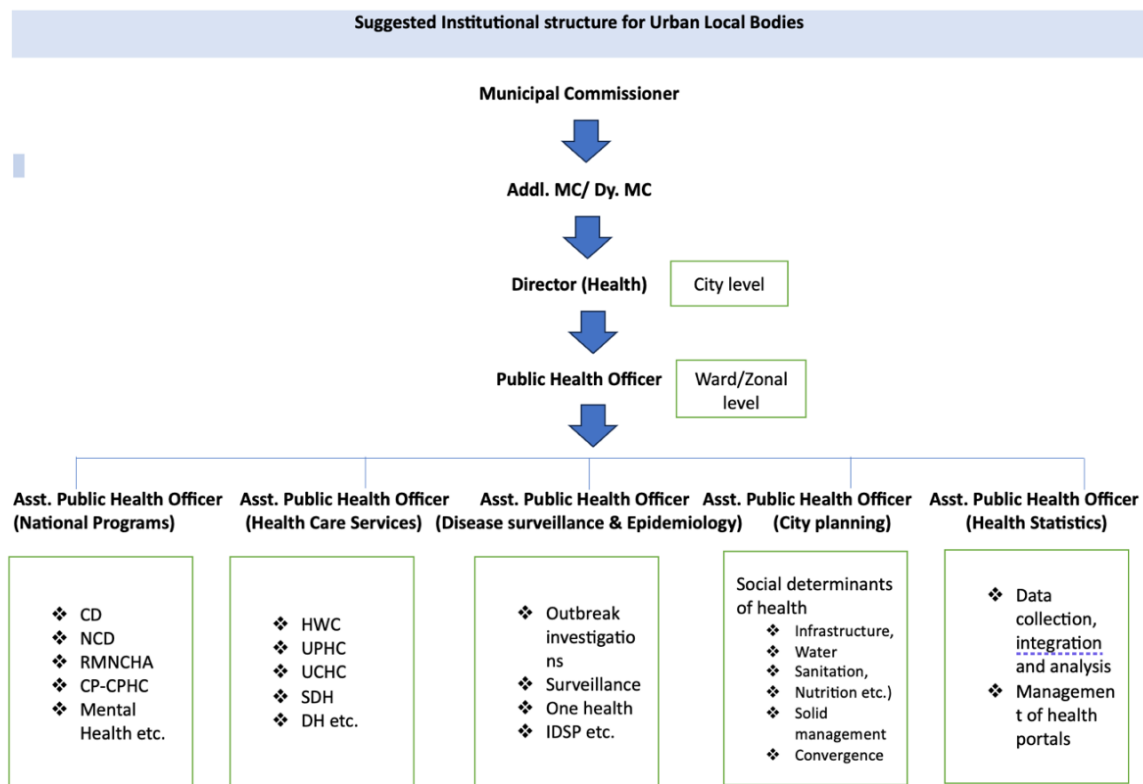 Suggested Institutional structure for Urban Local Bodies
Municipal Commissioner
Addl. MC/ Dy. MC
Director (Health)
City level
Public Health Officer
Ward/Zonal
level
Asst. Public Health Officer
(National Programs)
❖ CD
❖ NCD
❖ RMNCHA
❖ CP-CPHC
❖ Mental
Health etc.
Asst. Public Health Officer
(Health Care Services)
❖ HWC
❖ UPHC
❖ UCHC
❖ SDH
❖ DH etc.
Asst. Public Health Officer
(Disease surveillance & Epidemiology)
❖ Outbreak
investigatio
ns
❖ Surveillance
❖ One health
❖ IDSP etc.
Asst. Public Health Officer
(City planning)
Social determinants
of health
❖ Infrastructure,
❖ Water
❖ Sanitation,
❖ Nutrition etc.)
❖ Solid
management
❖ Convergence
Asst. Public Health Officer
(Health Statistics)
❖ Data
collection,
integration
and analysis
❖ Managemen
t of health
portals